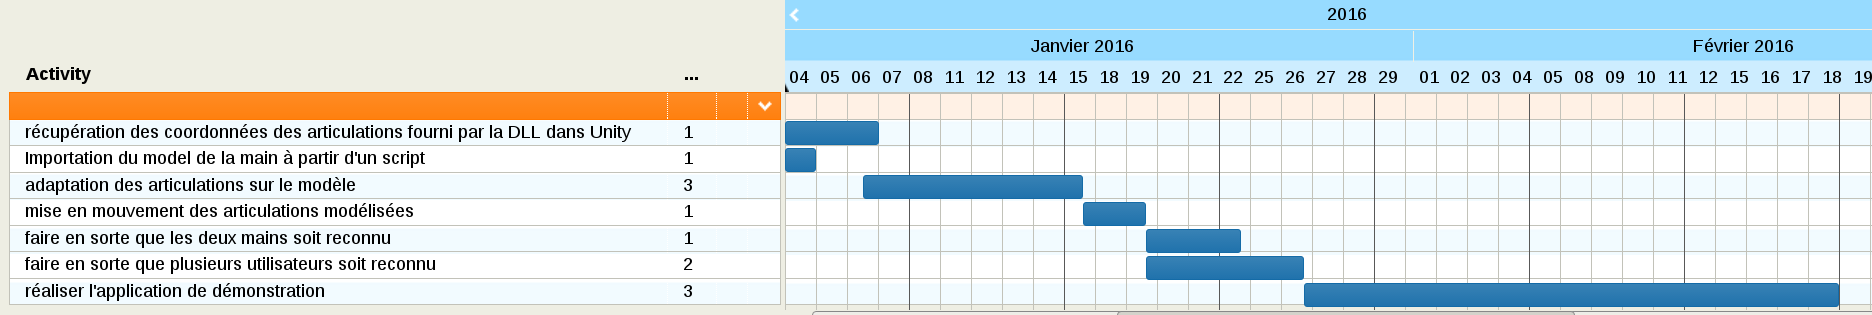 2016
Janvier 2016 Février 2016
Activity ... 04 05 06 07 08 11 12 13 14 15 18 19 20 21 22 25 26 27 28 29 01 02 03 04 05 08 09 10 11 12 15 16 17 18 19
récupération des coordonnées des articulations fourni par la DLL dans Unity 1
Importation du model de la main à partir d'un script 1
adaptation des articulations sur le modèle 3
mise en mouvement des articulations modélisées 1
faire en sorte que les deux mains soit reconnu 1
faire en sorte que plusieurs utilisateurs soit reconnu 2
réaliser l'application de démonstration 3